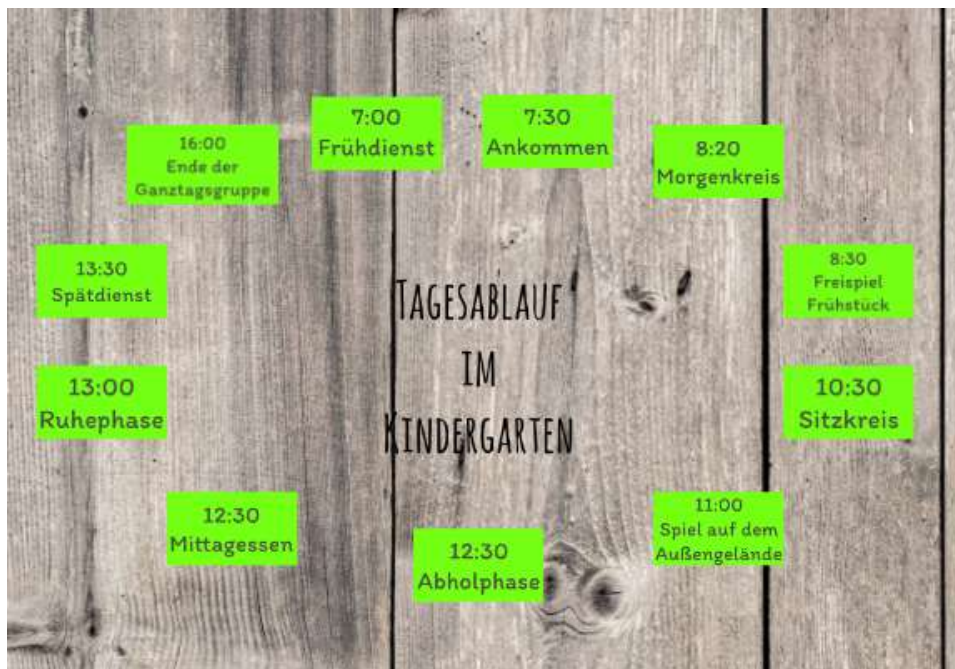 7:00
Frühdienst
7:30
Ankommen
8:20
Morgenkreis
8:30
Freispiel
Frühstück
10:30
Sitzkreis
11:00
Spiel auf dem
Außengelände
12:30
Abholphase
12:30
Mittagessen
13:00
Ruhephase
13:30
Spätdienst
16:00
Ende der
Ganztagsgruppe
Tagesablauf
im
Kindergarten